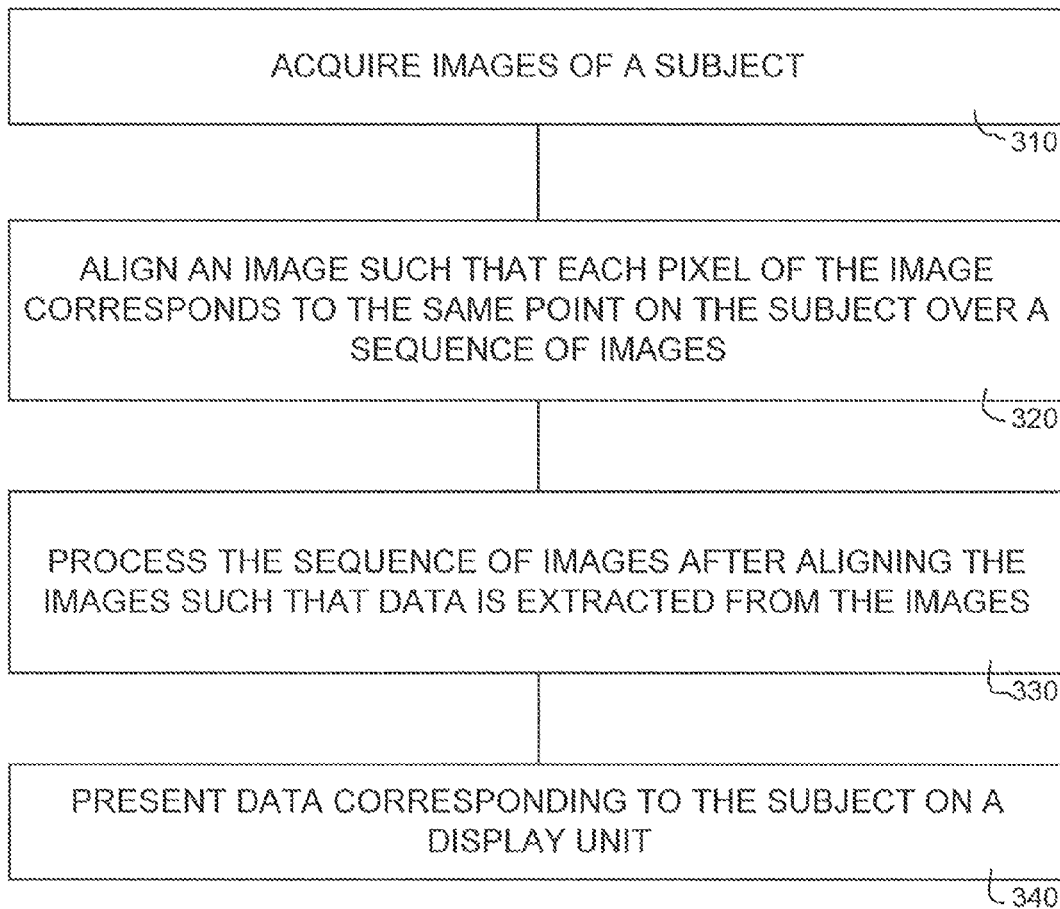 ACQUIRE IMAGES OF A SUBJECT
310
ALIGN AN IMAGE SUCH THAT EACH PIXEL OF THE IMAGE
CORRESPONDS TO THE SAME POINT ON THE SUBJECT OVER A
SEQUENCE OF IMAGES
320
PROCESS THE SEQUENCE OF IMAGES AFTER ALIGNING THE
IMAGES SUCH THAT DATA IS EXTRACTED FROM THE IMAGES
330
PRESENT DATA CORRESPONDING TO THE SUBJECT ON A
DISPLAY UNIT
340